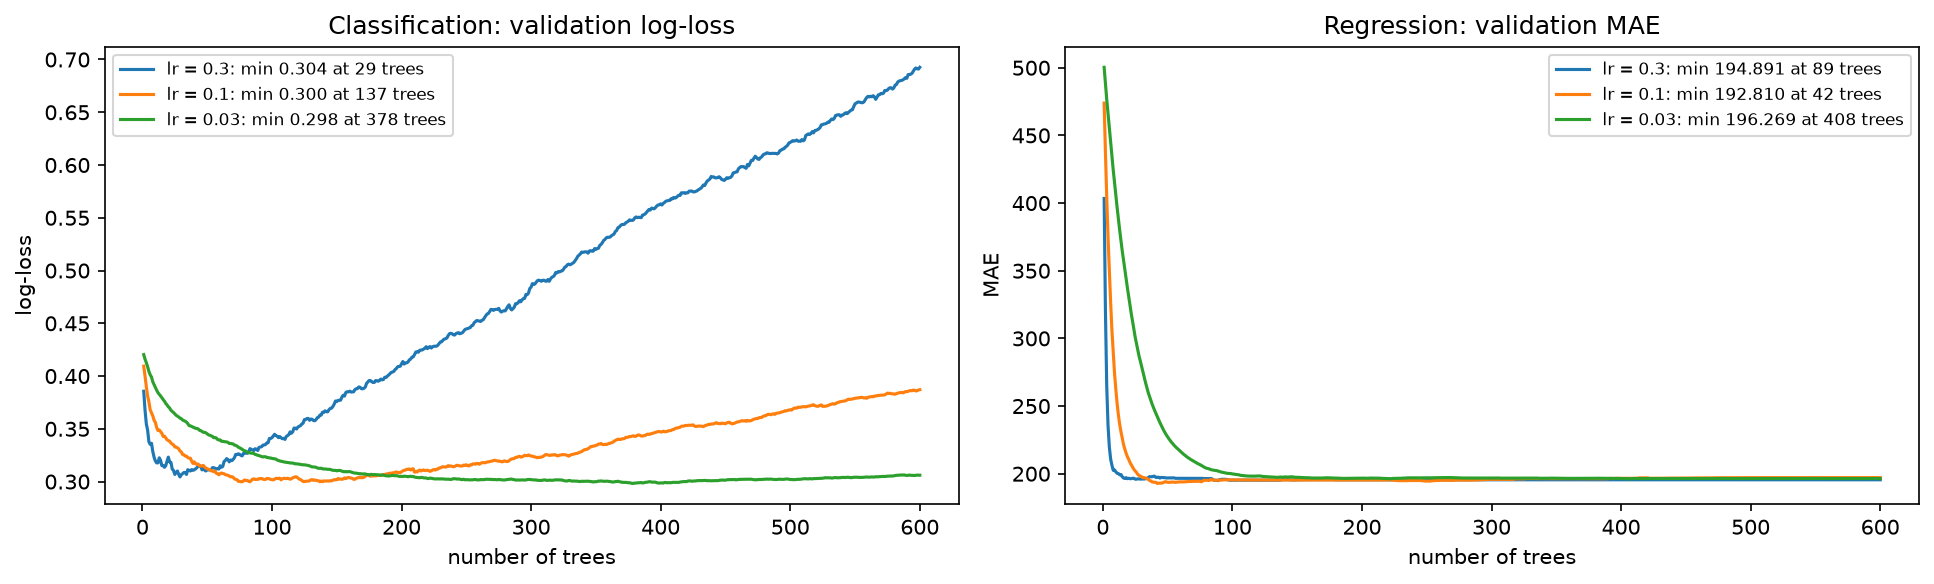 Classification: validation log-loss
lr = 0.3: min 0.304 at 29 trees
lr = 0.1: min 0.300 at 137 trees
lr = 0.03: min 0.298 at 378 trees
log-loss
0.70
0.65
0.60
0.55
0.50
0.45
0.40
0.35
0.30
0 100 200 300 400 500 600
number of trees
Regression: validation MAE
lr = 0.3: min 194.891 at 89 trees
lr = 0.1: min 192.810 at 42 trees
lr = 0.03: min 196.269 at 408 trees
MAE
500
450
400
350
300
250
200
0 100 200 300 400 500 600
number of trees